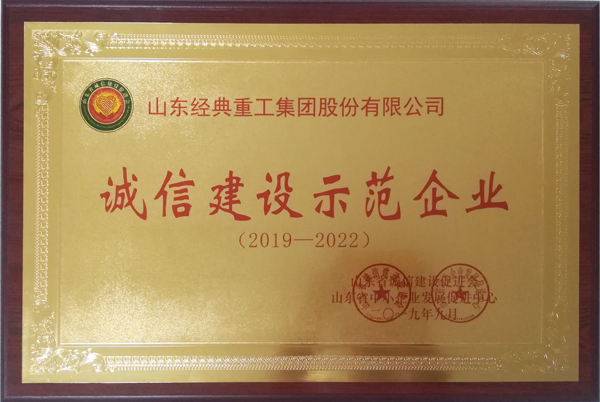 山东经典重工集团股份有限公司
诚信建设示范企业
（2019—2022）
山东省诚信建设促进会
山东省中小企业发展促进中心
二〇一九年九月